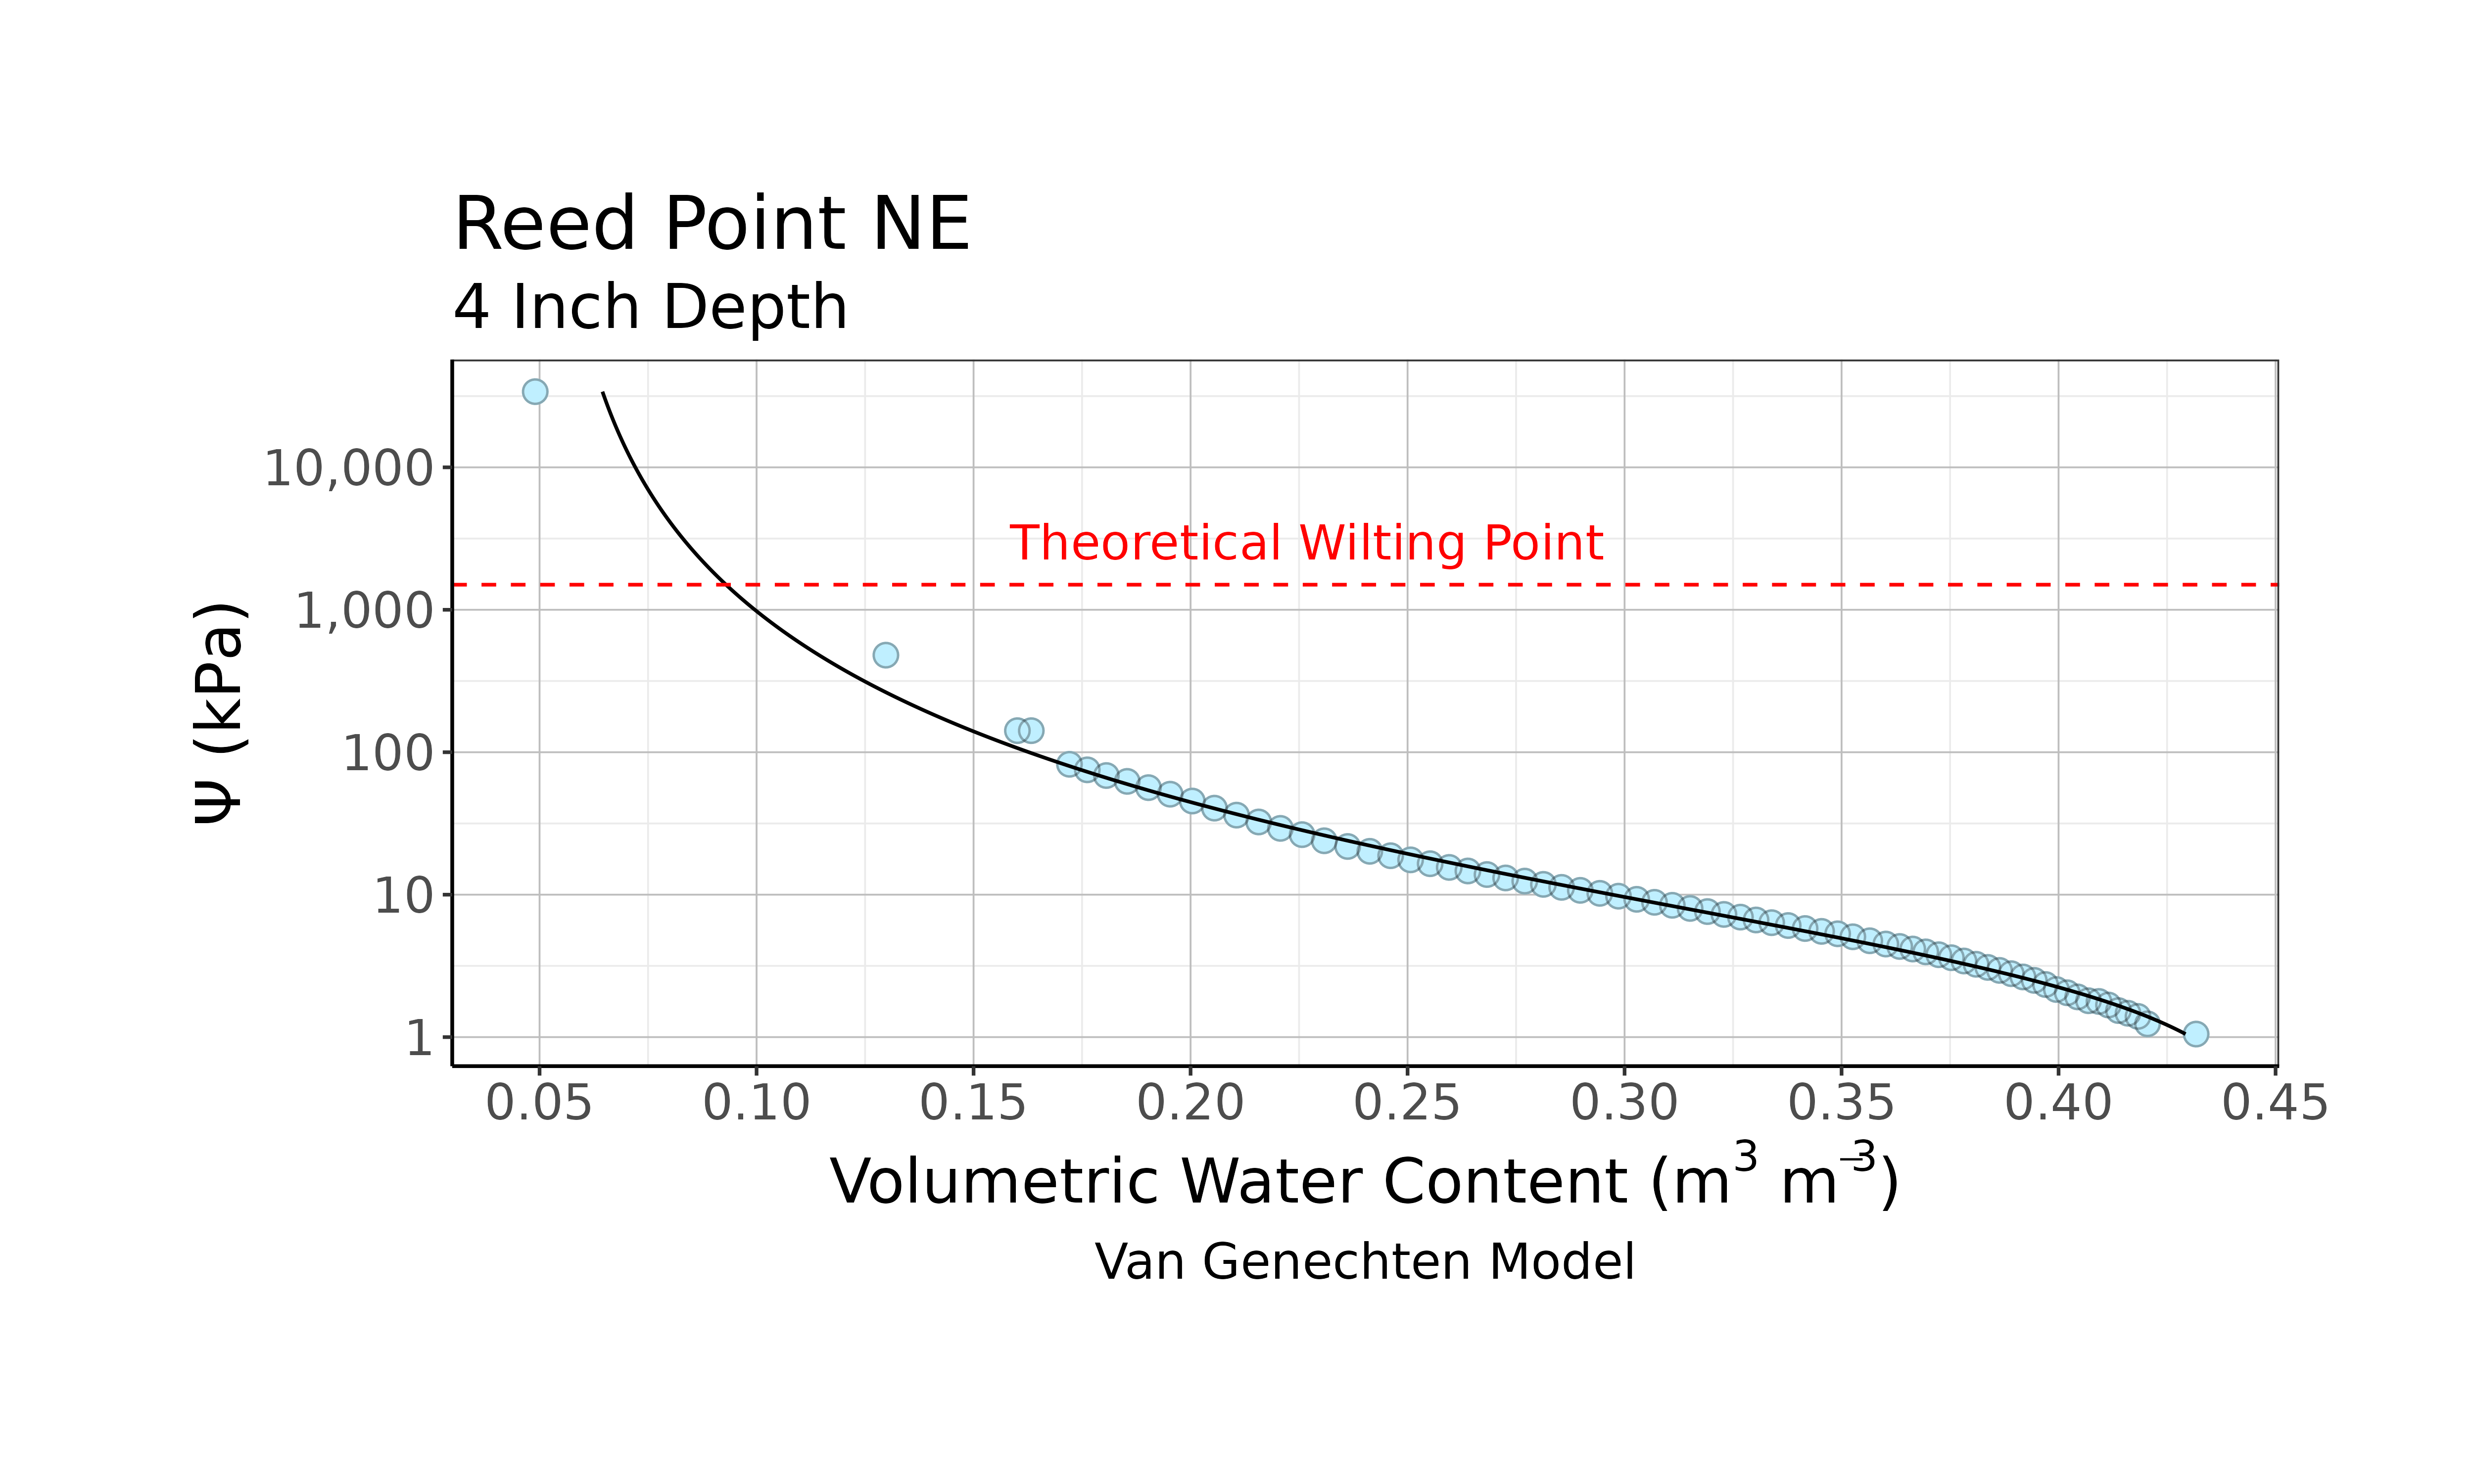 Reed Point NE
4 Inch Depth
Ψ (kPa)
10,000
1,000
100
10
1
Theoretical Wilting Point
0.05 0.10 0.15 0.20 0.25 0.30 0.35 0.40 0.45
Volumetric Water Content (m³ m⁻³)
Van Genechten Model